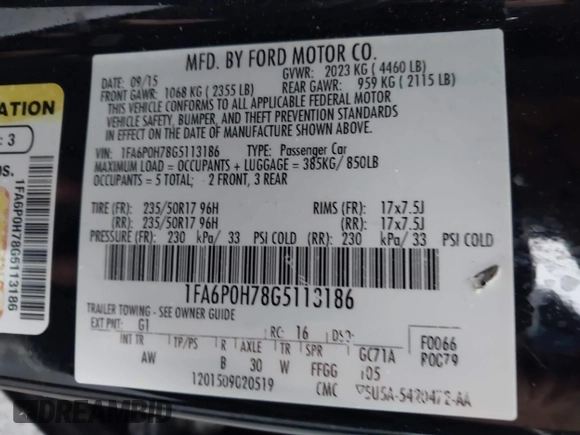 MFD. BY FORD MOTOR CO.
DATE: 09/15 GVWR: 2023 KG ( 4460 LB)
FRONT GAWR: 1068 KG ( 2355 LB) REAR GAWR: 959 KG ( 2115 LB)
THIS VEHICLE CONFORMS TO ALL APPLICABLE FEDERAL MOTOR
VEHICLE SAFETY, BUMPER, AND THEFT PREVENTION STANDARDS
IN EFFECT ON THE DATE OF MANUFACTURE SHOWN ABOVE.
VIN: 1FA6P0H78G5113186 TYPE: Passenger Car
MAXIMUM LOAD = OCCUPANTS + LUGGAGE = 385KG/ 850LB
OCCUPANTS = 5 TOTAL; 2 FRONT, 3 REAR
TIRE (FR): 235/50R17 96H RIMS (FR): 17x7.5J
(RR): 235/50R17 96H (RR): 17x7.5J
PRESSURE (FR): 230 kPa/ 33 PSI COLD (RR): 230 kPa/ 33 PSI COLD
1FA6P0H78G5113186
TRAILER TOWING - SEE OWNER GUIDE
EXT PNT: G1 RC: 16 F0066
INT TR TP/PS R AXLE TR SPR GC71A
AW B 30 W FFGG
1201509020519 CMC
ATION
: 3
OS.
1FA6P0H78G5113186
DREAMBID